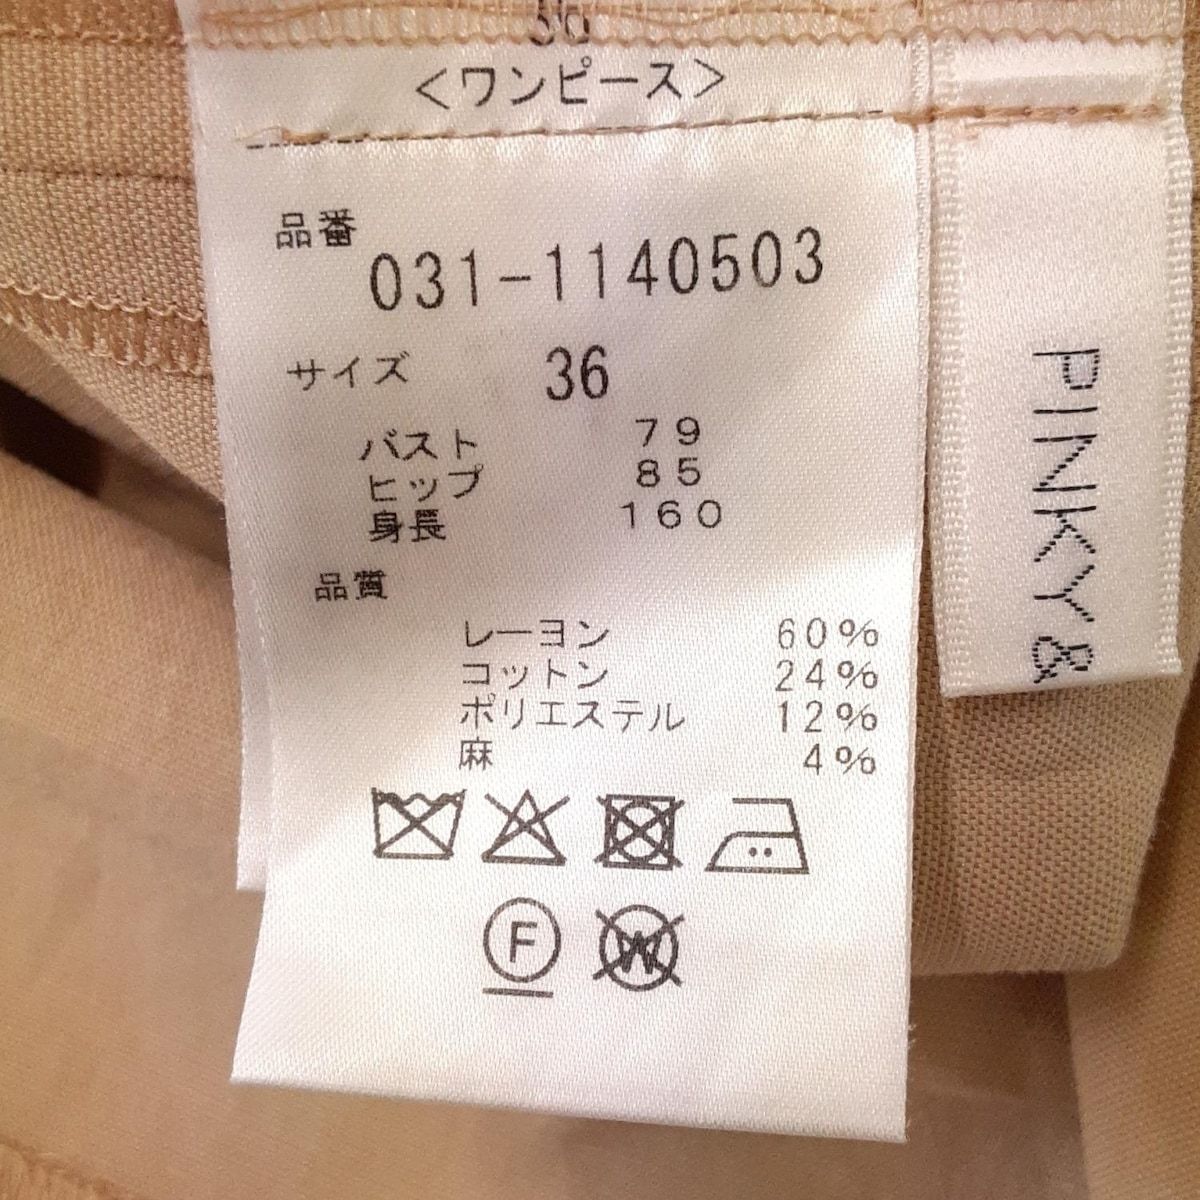 36
<ワンピース>
品番
031-1140503
サイズ 36
バスト 79
ヒップ 85
身長 160
品質
レーヨン 60%
コットン 24%
ポリエステル 12%
麻 4%
F
W
PINKY&